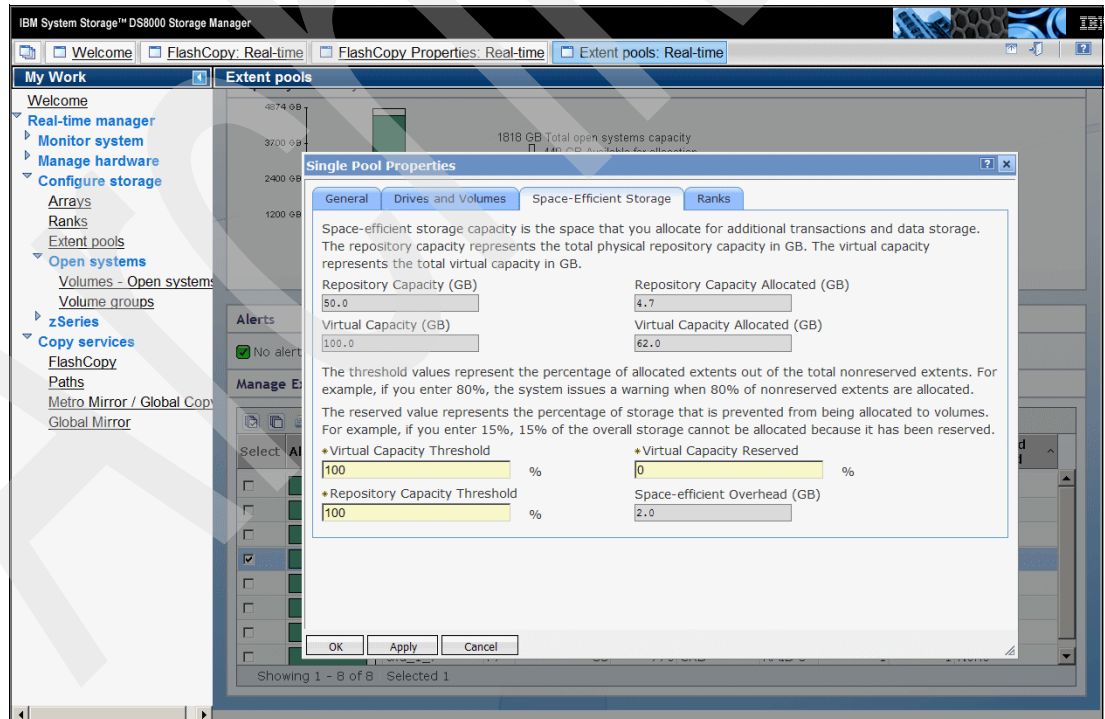 IBM System Storage™ DS8000 Storage Manager
IBM
Welcome
FlashCopy: Real-time
FlashCopy Properties: Real-time
Extent pools: Real-time
My Work
Extent pools
Welcome
Real-time manager
Monitor system
Manage hardware
Configure storage
Arrays
Ranks
Extent pools
Open systems
Volumes - Open systems
Volume groups
zSeries
Copy services
FlashCopy
Paths
Metro Mirror / Global Copy
Global Mirror
4874 GB
3700 GB
2400 GB
1200 GB
1818 GB Total open systems capacity
440 GB Available for allocation
Alerts
No alert
Manage Ex
Select Al
Single Pool Properties
General
Drives and Volumes
Space-Efficient Storage
Ranks
Space-efficient storage capacity is the space that you allocate for additional transactions and data storage.
The repository capacity represents the total physical repository capacity in GB. The virtual capacity
represents the total virtual capacity in GB.
Repository Capacity (GB)
50.0
Repository Capacity Allocated (GB)
4.7
Virtual Capacity (GB)
100.0
Virtual Capacity Allocated (GB)
62.0
The threshold values represent the percentage of allocated extents out of the total nonreserved extents. For
example, if you enter 80%, the system issues a warning when 80% of nonreserved extents are allocated.
The reserved value represents the percentage of storage that is prevented from being allocated to volumes.
For example, if you enter 15%, 15% of the overall storage cannot be allocated because it has been reserved.
*Virtual Capacity Threshold
100 %
*Virtual Capacity Reserved
0 %
*Repository Capacity Threshold
100 %
Space-efficient Overhead (GB)
2.0
OK
Apply
Cancel
Showing 1 - 8 of 8 Selected 1